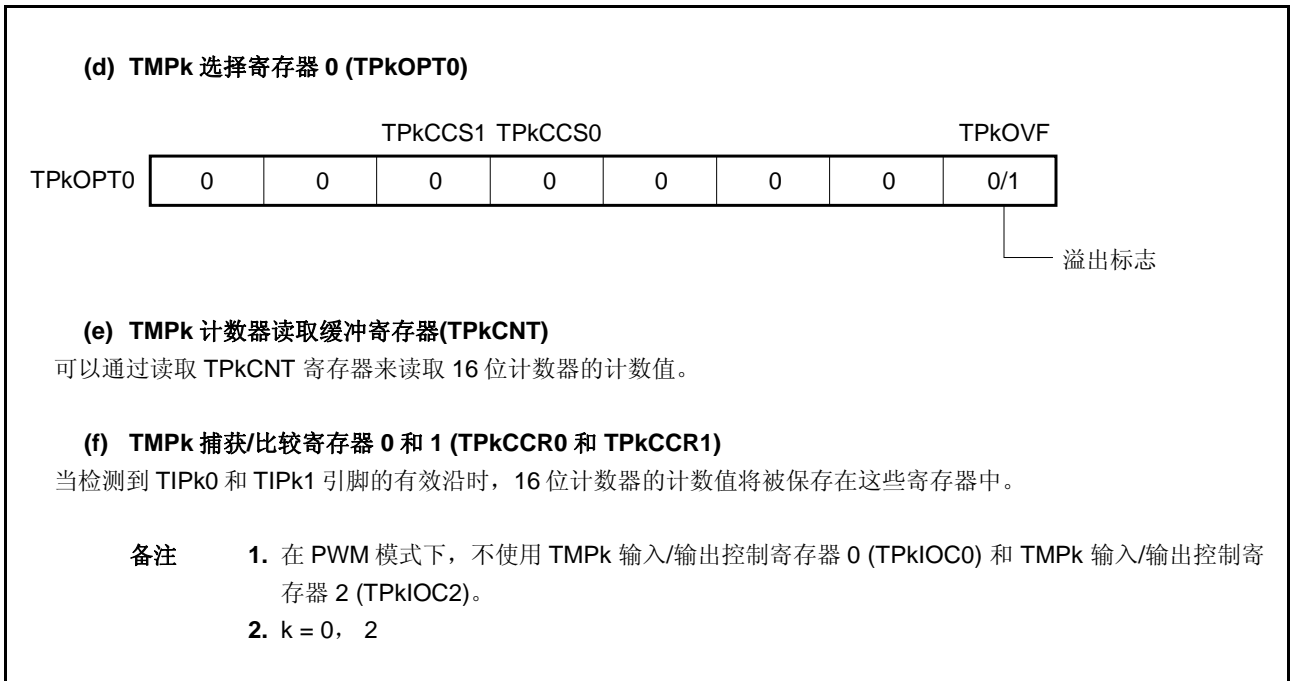 (d) TMPk 选择寄存器 0 (TPkOPT0)
TPkCCS1 TPkCCS0 TPkOVF
TPkOPT0 0 0 0 0 0 0 0 0/1
溢出标志
(e) TMPk 计数器读取缓冲寄存器(TPkCNT)
可以通过读取 TPkCNT 寄存器来读取 16 位计数器的计数值。
(f) TMPk 捕获/比较寄存器 0 和 1 (TPkCCR0 和 TPkCCR1)
当检测到 TIPk0 和 TIPk1 引脚的有效沿时，16 位计数器的计数值将被保存在这些寄存器中。
备注 1. 在 PWM 模式下，不使用 TMPk 输入/输出控制寄存器 0 (TPkIOC0) 和 TMPk 输入/输出控制寄
存器 2 (TPkIOC2)。
2. k = 0， 2